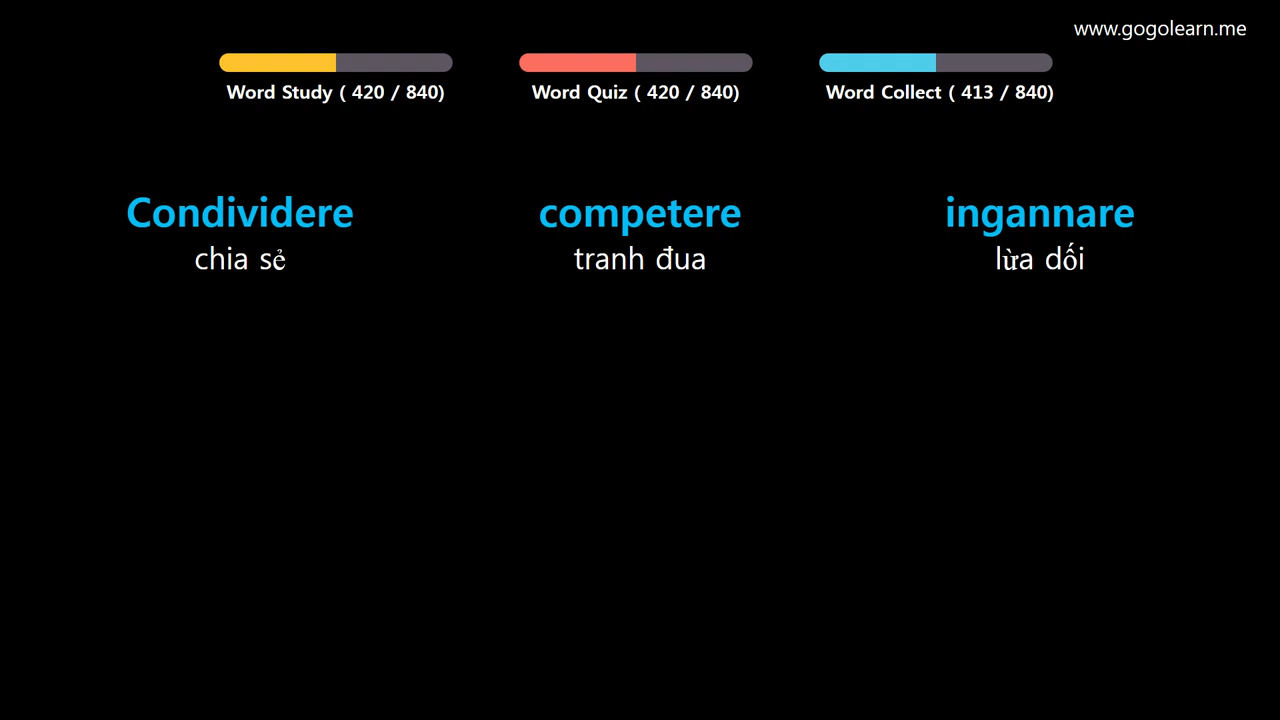 www.gogolearn.me
Word Study ( 420 / 840)
Word Quiz ( 420 / 840)
Word Collect ( 413 / 840)
Condividere
chia sẻ
competere
tranh đua
ingannare
lừa dối